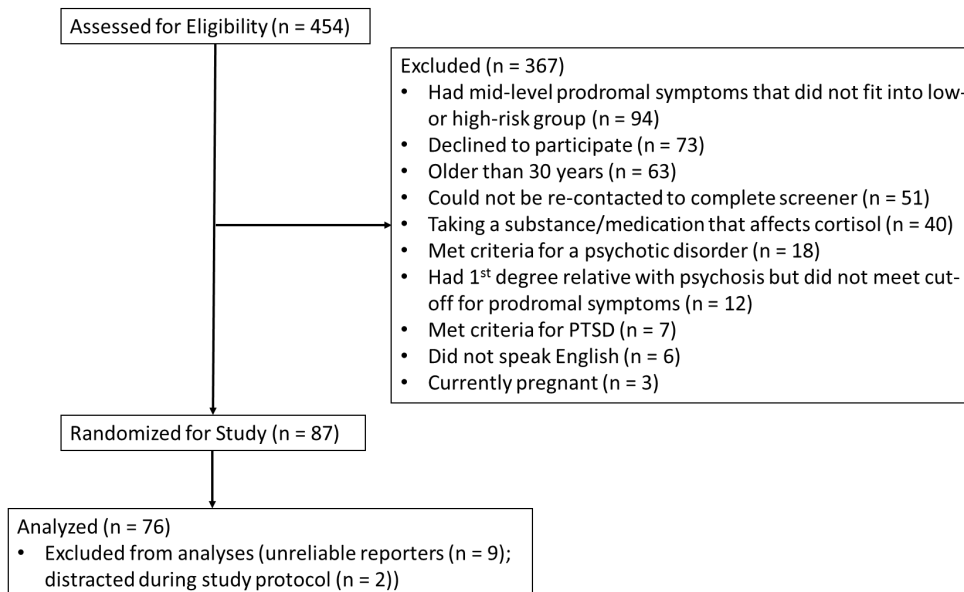 Assessed for Eligibility (n = 454)
Excluded (n = 367)
• Had mid-level prodromal symptoms that did not fit into low-
or high-risk group (n = 94)
• Declined to participate (n = 73)
• Older than 30 years (n = 63)
• Could not be re-contacted to complete screener (n = 51)
• Taking a substance/medication that affects cortisol (n = 40)
• Met criteria for a psychotic disorder (n = 18)
• Had 1st degree relative with psychosis but did not meet cut-
off for prodromal symptoms (n = 12)
• Met criteria for PTSD (n = 7)
• Did not speak English (n = 6)
• Currently pregnant (n = 3)
Randomized for Study (n = 87)
Analyzed (n = 76)
• Excluded from analyses (unreliable reporters (n = 9);
distracted during study protocol (n = 2))